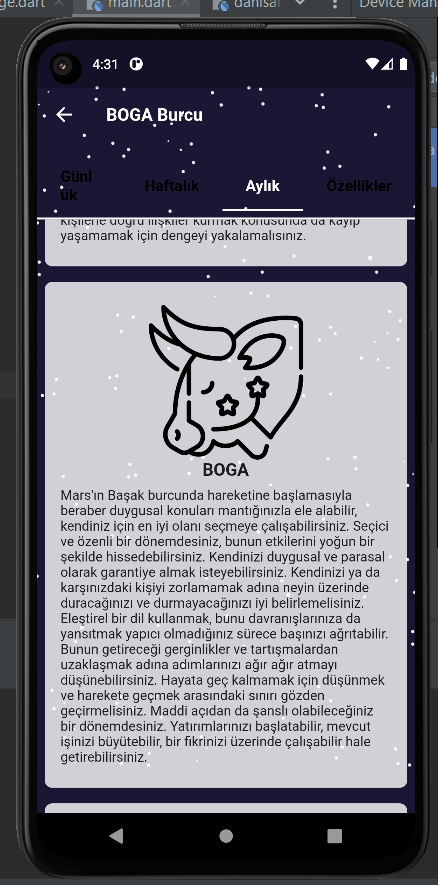 ge.dart
main.dart
danisa
Device Man
4:31
BOGA Burcu
Günl
ük
Haftalık
Aylık
Özellikler
kişilerle doğru ilişkiler kurmak konusunda da kayıp
yaşamamak için dengeyi yakalamalısınız.
BOGA
Mars'ın Başak burcunda hareketine başlamasıyla
beraber duygusal konuları mantığınızla ele alabilir,
kendiniz için en iyi olanı seçmeye çalışabilirsiniz. Seçici
ve özenli bir dönemdesiniz, bunun etkilerini yoğun bir
şekilde hissedebilirsiniz. Kendinizi duygusal ve parasal
olarak garantiye almak isteyebilirsiniz. Kendinizi ya da
karşınızdaki kişiyi zorlamamak adına neyin üzerinde
duracağınızı ve durmayacağınızı iyi belirlemelisiniz.
Eleştirel bir dil kullanmak, bunu davranışlarınıza da
yansıtmak yapıcı olmadığınız sürece başınızı ağrıtabilir.
Bunun getireceği gerginlikler ve tartışmalardan
uzaklaşmak adına adımlarınızı ağır ağır atmayı
düşünebilirsiniz. Hayata geç kalmamak için düşünmek
ve harekete geçmek arasındaki sınırı gözden
geçirmelisiniz. Maddi açıdan da şanslı olabileceğiniz
bir dönemdesiniz. Yatırımlarınızı başlatabilir, mevcut
işinizi büyütebilir, bir fikrinizi üzerinde çalışabilir hale
getirebilirsiniz.